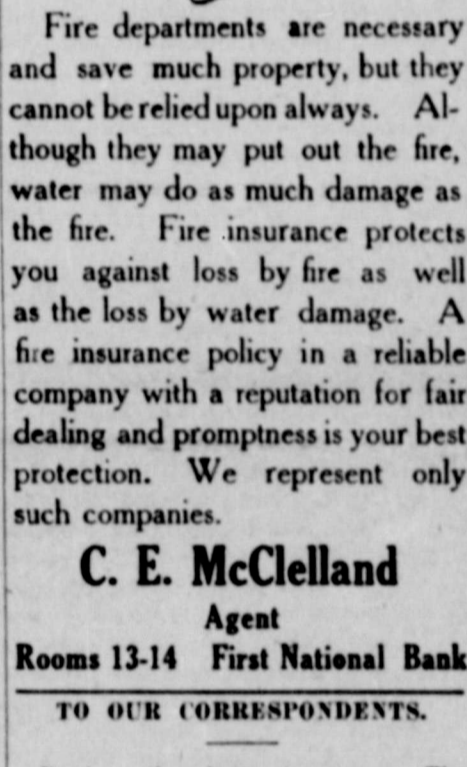 Fire departments are necessary
and save much property, but they
cannot be relied upon always. Al-
though they may put out the fire,
water may do as much damage as
the fire. Fire insurance protects
you against loss by fire as well
as the loss by water damage. A
fire insurance policy in a reliable
company with a reputation for fair
dealing and promptness is your best
protection. We represent only
such companies.
C. E. McClelland
Agent
Rooms 13-14 First National Bank
TO OUR CORRESPONDENTS.